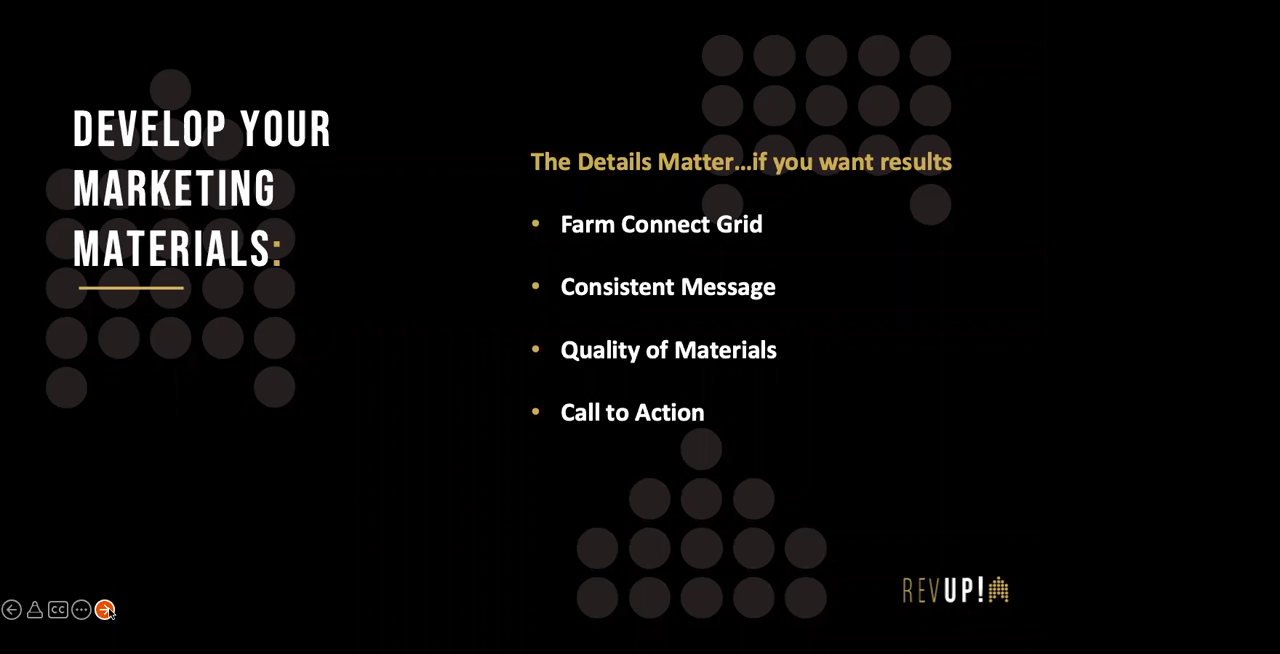 DEVELOP YOUR
MARKETING
MATERIALS:
The Details Matter...if you want results
• Farm Connect Grid
• Consistent Message
• Quality of Materials
• Call to Action
REVUP!
CC